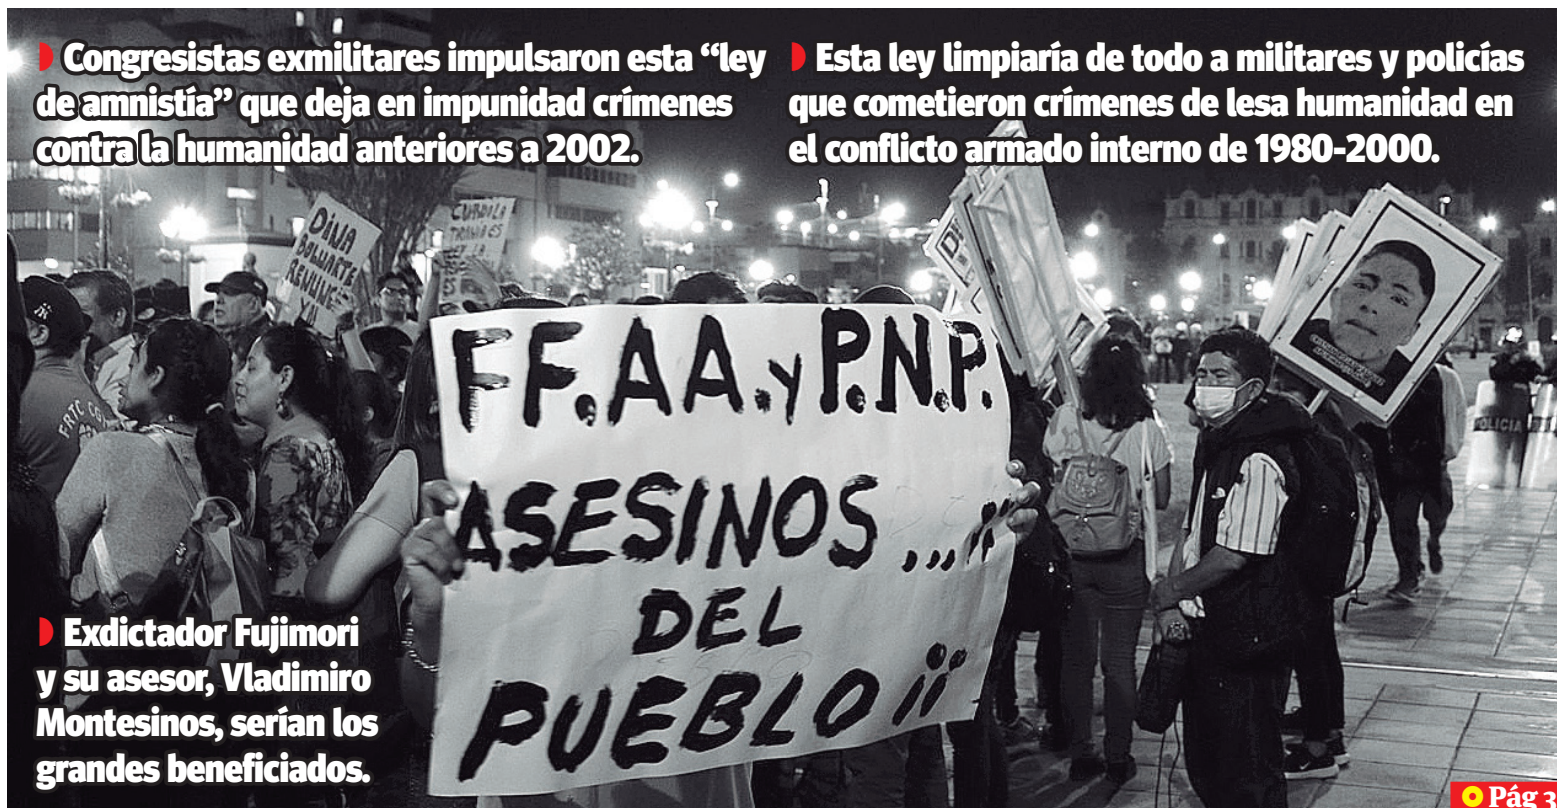 Congresistas exmilitares impulsaron esta “ley
de amnistía” que deja en impunidad crímenes
contra la humanidad anteriores a 2002.
Esta ley limpiaría de todo a militares y policías
que cometieron crímenes de lesa humanidad en
el conflicto armado interno de 1980-2000.
DINA
BOLUARTE
RENUNCIE
YA
FF.AA. y P.N.P.
ASESINOS...¡¡
DEL
PUEBLO ¡¡
POLICIA
Exdictador Fujimori
y su asesor, Vladimiro
Montesinos, serían los
grandes beneficiados.
Pág 3